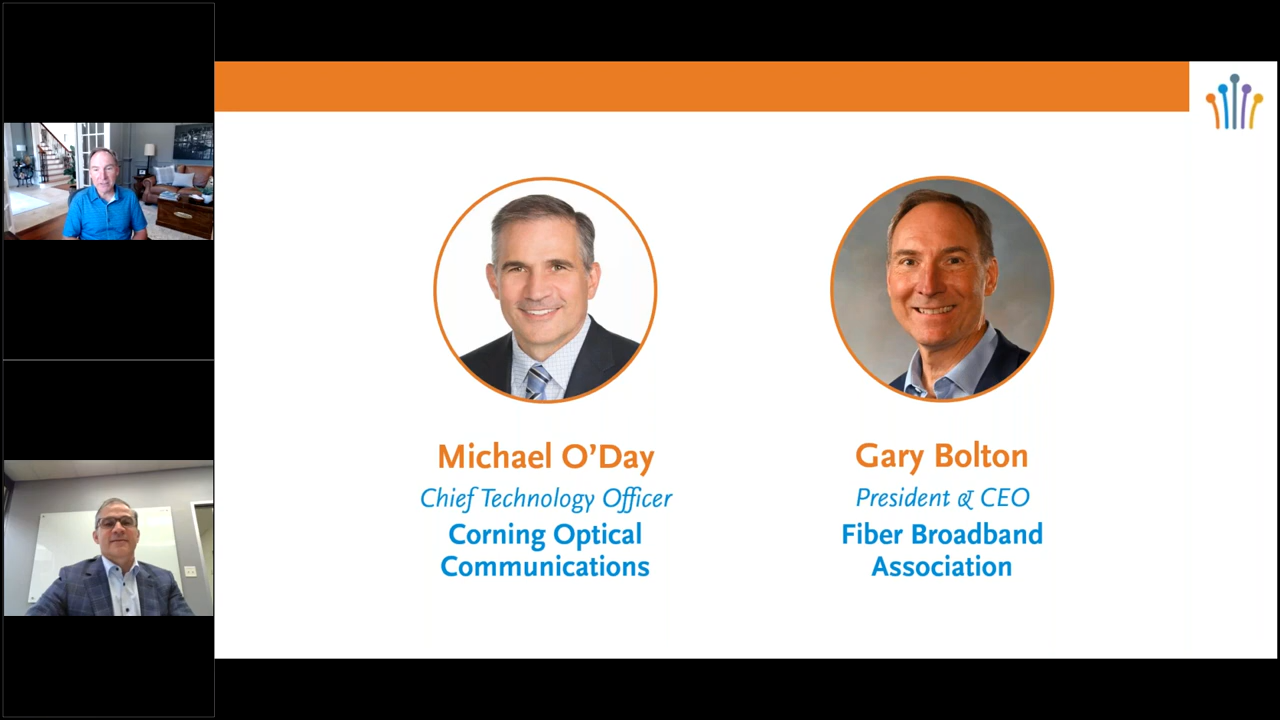 Michael O’Day
Chief Technology Officer
Corning Optical
Communications
Gary Bolton
President & CEO
Fiber Broadband
Association